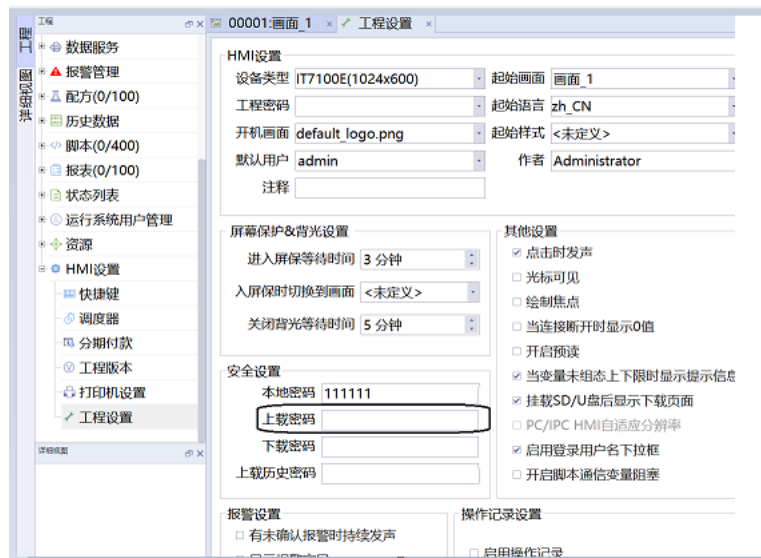 工程
00001:画面_1
工程设置
工程
详细视图
数据服务
报警管理
配方(0/100)
历史数据
脚本(0/400)
报表(0/100)
状态列表
运行系统用户管理
资源
HMI设置
快捷键
调度器
分期付款
工程版本
打印机设置
工程设置
详细视图
HMI设置
设备类型 IT7100E(1024x600) 起始画面 画面_1
工程密码 起始语言 zh_CN
开机画面 default_logo.png 起始样式 <未定义>
默认用户 admin 作者 Administrator
注释
屏幕保护&背光设置
进入屏保等待时间 3 分钟
入屏保时切换到画面 <未定义>
关闭背光等待时间 5 分钟
其他设置
点击时发声
光标可见
绘制焦点
当连接断开时显示0值
开启预读
当变量未组态上下限时显示提示信息
挂载SD/U盘后显示下载页面
PC/IPC HMI自适应分辨率
启用登录用户名下拉框
开启脚本通信变量阻塞
安全设置
本地密码 111111
上载密码
下载密码
上载历史密码
报警设置
有未确认报警时持续发声
操作记录设置
启用操作记录